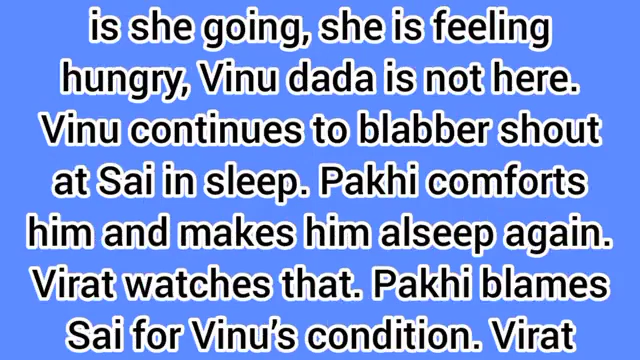 is she going, she is feeling
hungry, Vinu dada is not here.
Vinu continues to blabber shout
at Sai in sleep. Pakhi comforts
him and makes him alseep again.
Virat watches that. Pakhi blames
Sai for Vinu’s condition. Virat